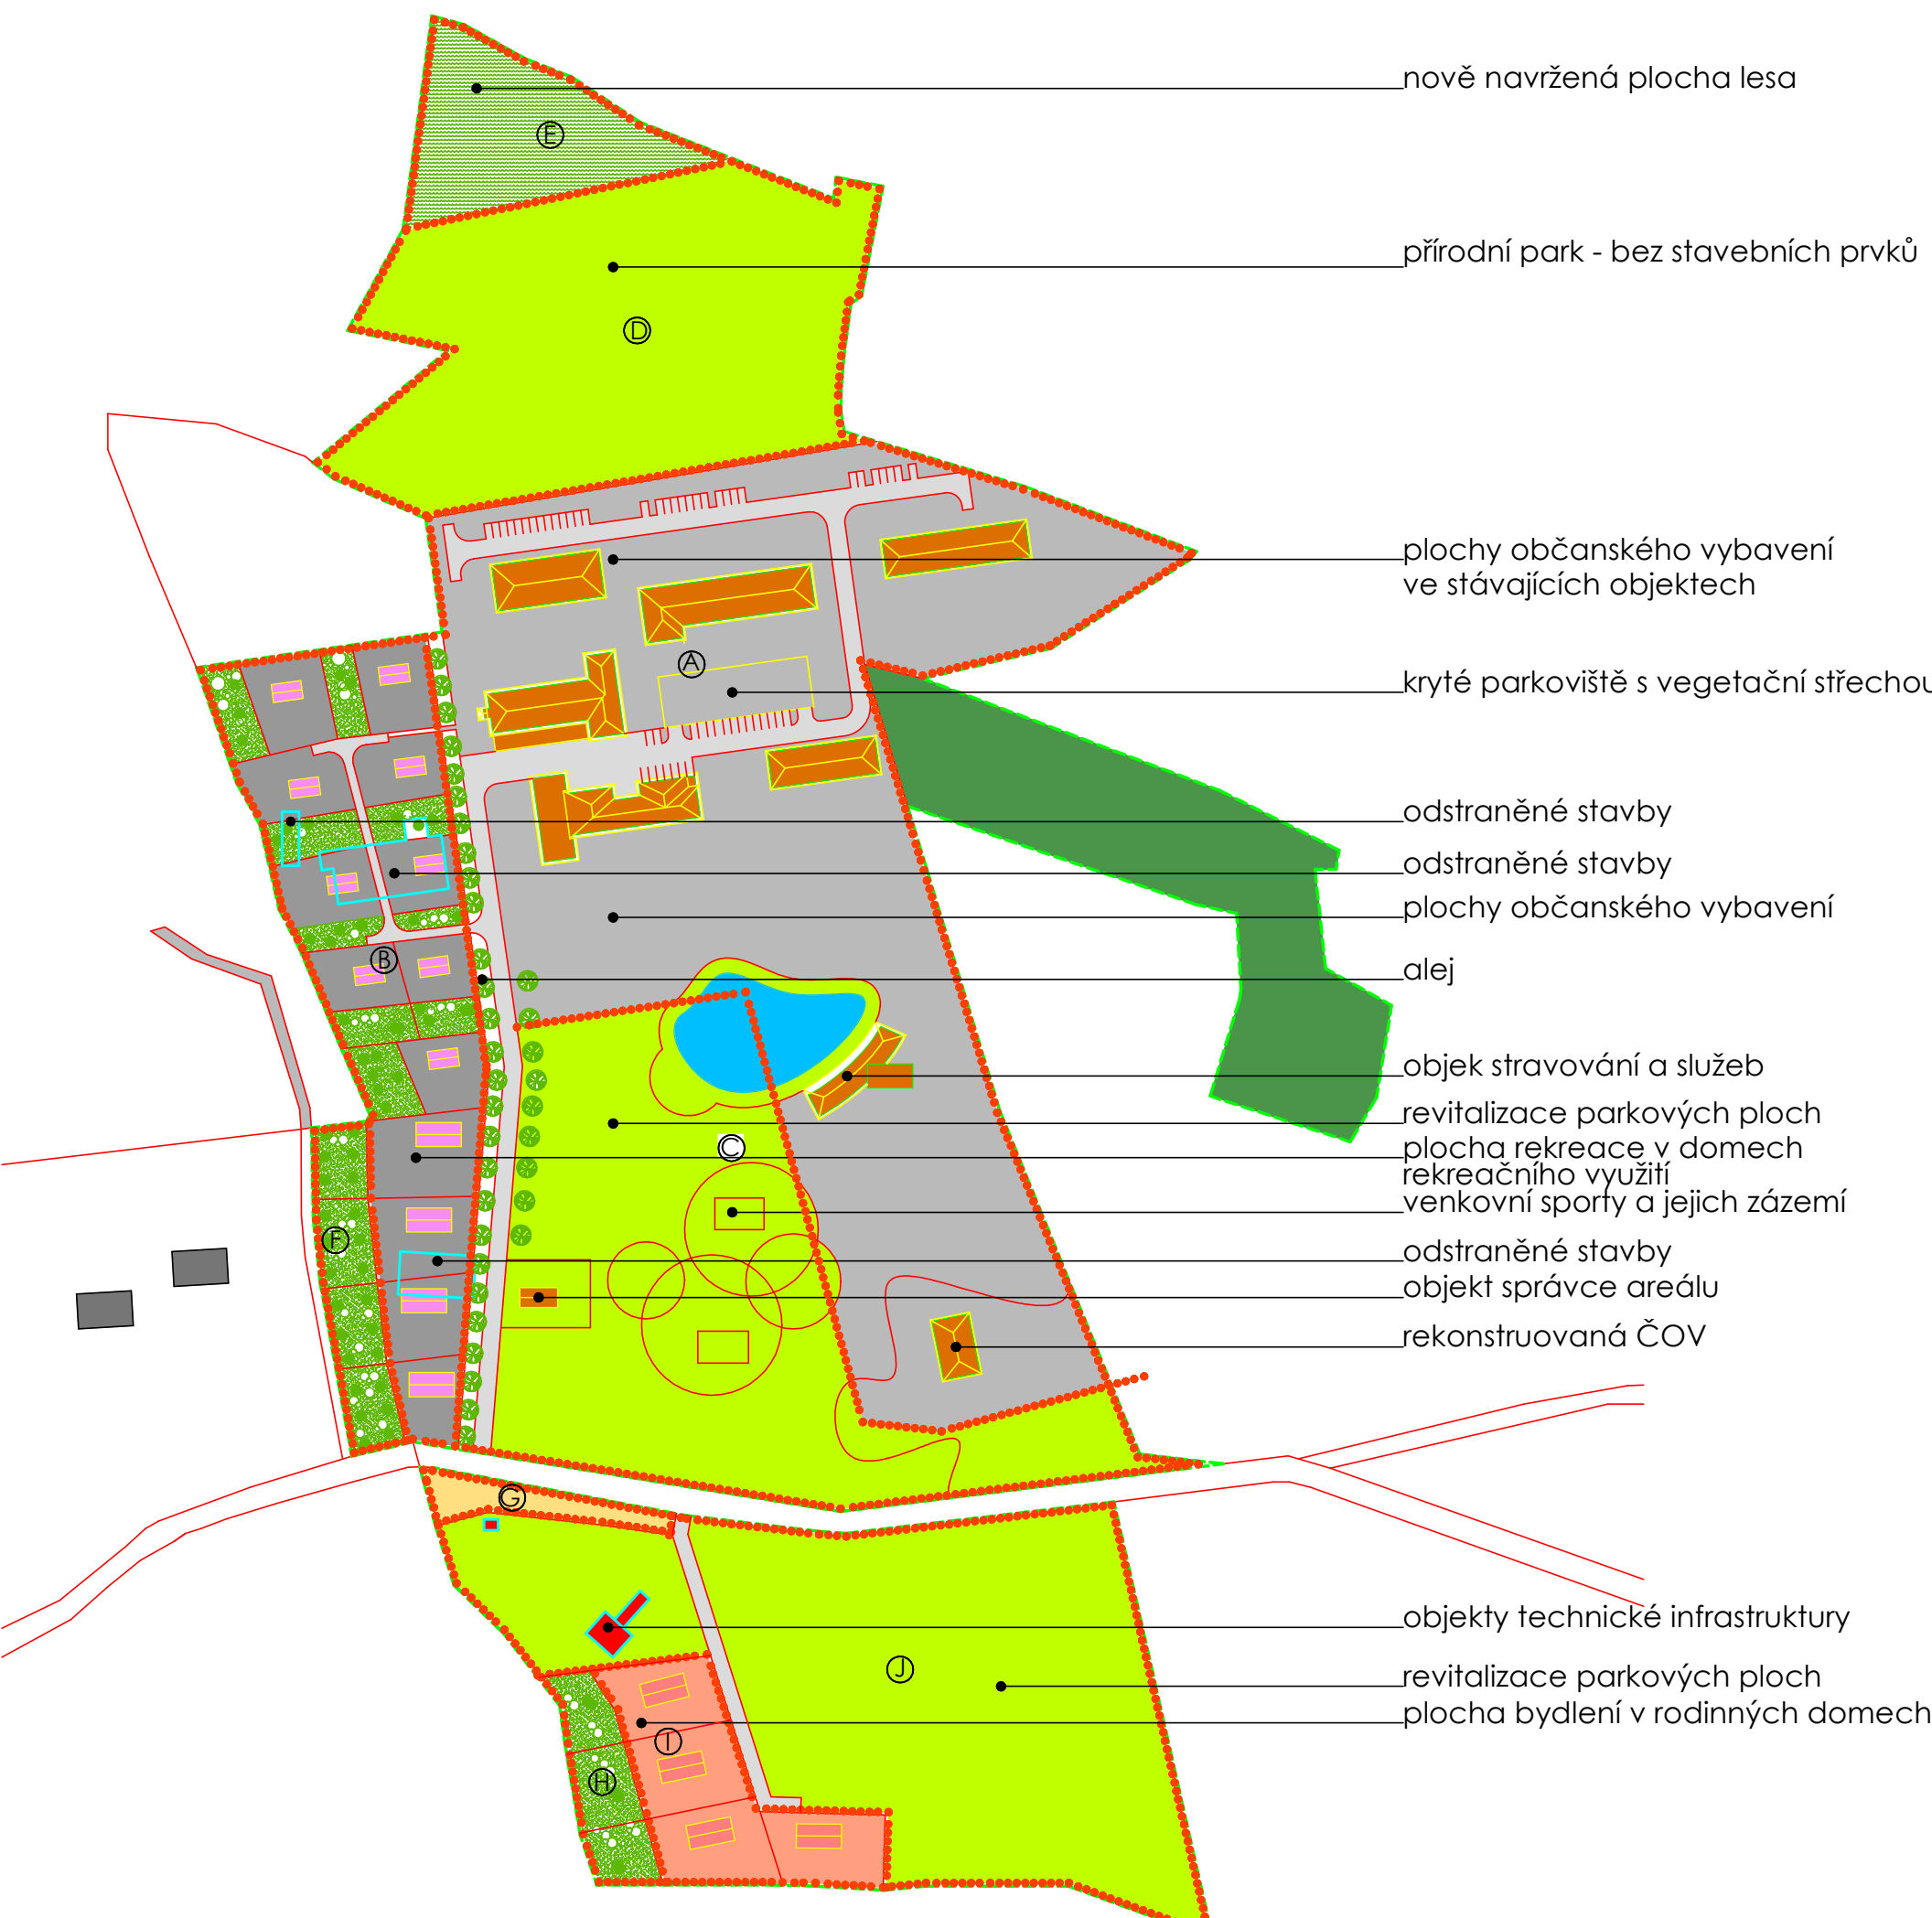 nově navržená plocha lesa
E
přírodní park - bez stavebních prvků
D
plochy občanského vybavení
ve stávajících objektech
A
kryté parkoviště s vegetační střechou
odstraněné stavby
odstraněné stavby
plochy občanského vybavení
B
alej
objek stravování a služeb
revitalizace parkových ploch
C
plocha rekreace v domech
rekreačního využití
venkovní sporty a jejich zázemí
F
odstraněné stavby
objekt správce areálu
rekonstruovaná ČOV
G
objekty technické infrastruktury
J
revitalizace parkových ploch
plocha bydlení v rodinných domech
I
H